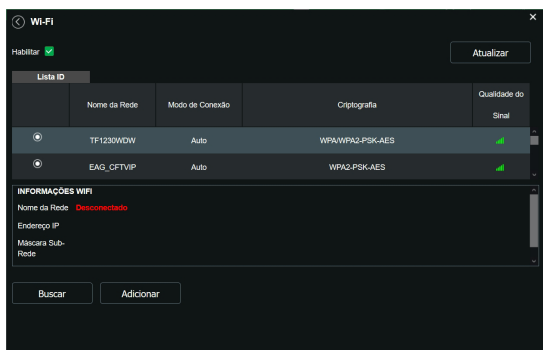 Wi-Fi
Habilitar
Atualizar
Lista ID
Nome da Rede Modo de Conexão Criptografia Qualidade do Sinal
TF1230WDW Auto WPA/WPA2-PSK-AES
EAG_CFTVIP Auto WPA2-PSK-AES
INFORMAÇÕES WIFI
Nome da Rede Desconectado
Endereço IP
Máscara Sub-
Rede
Buscar Adicionar